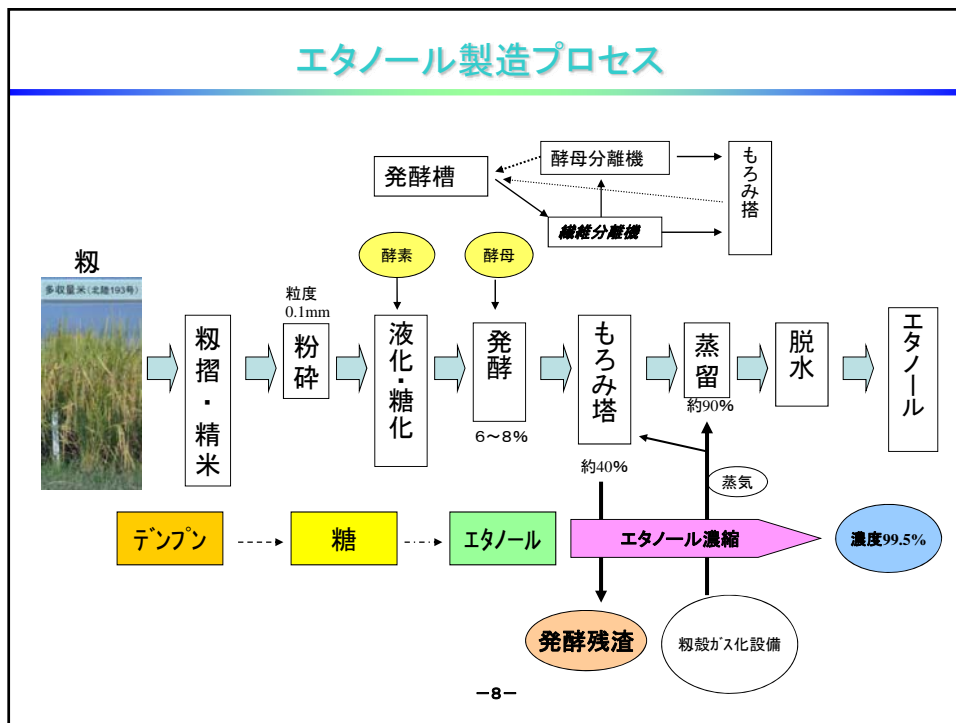 エタノール製造プロセス
酵母分離機
もろみ塔
発酵槽
繊維分離機
籾
多収量米(北陸193号)
酵素
酵母
粒度
0.1mm
籾摺・精米
粉砕
液化・糖化
発酵
もろみ塔
蒸留
脱水
エタノール
6~8%
約90%
約40%
蒸気
デンプン
糖
エタノール
エタノール濃縮
濃度99.5%
発酵残渣
籾殻ガス化設備
-8-